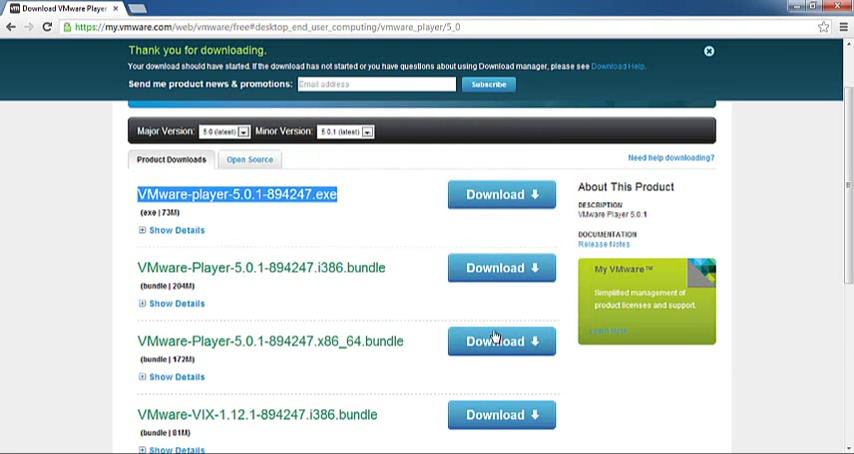 Download VMware Player
https://my.vmware.com/web/vmware/free#desktop_end_user_computing/vmware_player/5_0
Thank you for downloading.
Your download should have started. If the download has not started or you have questions about using Download manager, please see Download Help.
Send me product news & promotions: Email address Subscribe
Major Version: 5.0 (latest) Minor Version: 5.0.1 (latest)
Product Downloads Open Source Need help downloading?
VMware-player-5.0.1-894247.exe Download
(exe | 73M)
Show Details
VMware-Player-5.0.1-894247.i386.bundle Download
(bundle | 204M)
Show Details
VMware-Player-5.0.1-894247.x86_64.bundle Download
(bundle | 172M)
Show Details
VMware-VIX-1.12.1-894247.i386.bundle Download
(bundle | 81M)
Show Details
About This Product
DESCRIPTION
VMware Player 5.0.1
DOCUMENTATION
Release Notes
My VMware™
Simplified management of
product licenses and support.
Learn More